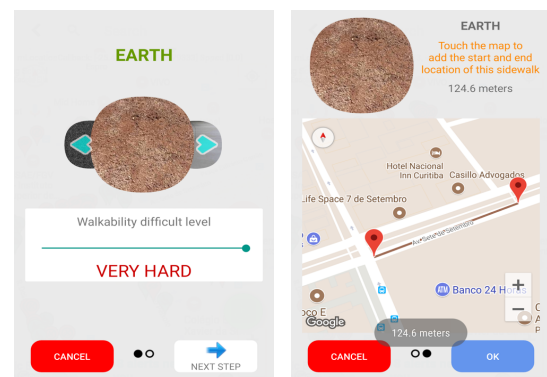 EARTH
Walkability difficult level
VERY HARD
CANCEL
NEXT STEP
EARTH
Touch the map to
add the start and end
location of this sidewalk
124.6 meters
Hotel Nacional
Inn Curitiba
Casillo Advogados
Life Space 7 de Setembro
Av. Sete de Setembro
ATM
Banco 24 Horas
+
−
Google
124.6 meters
CANCEL
OK